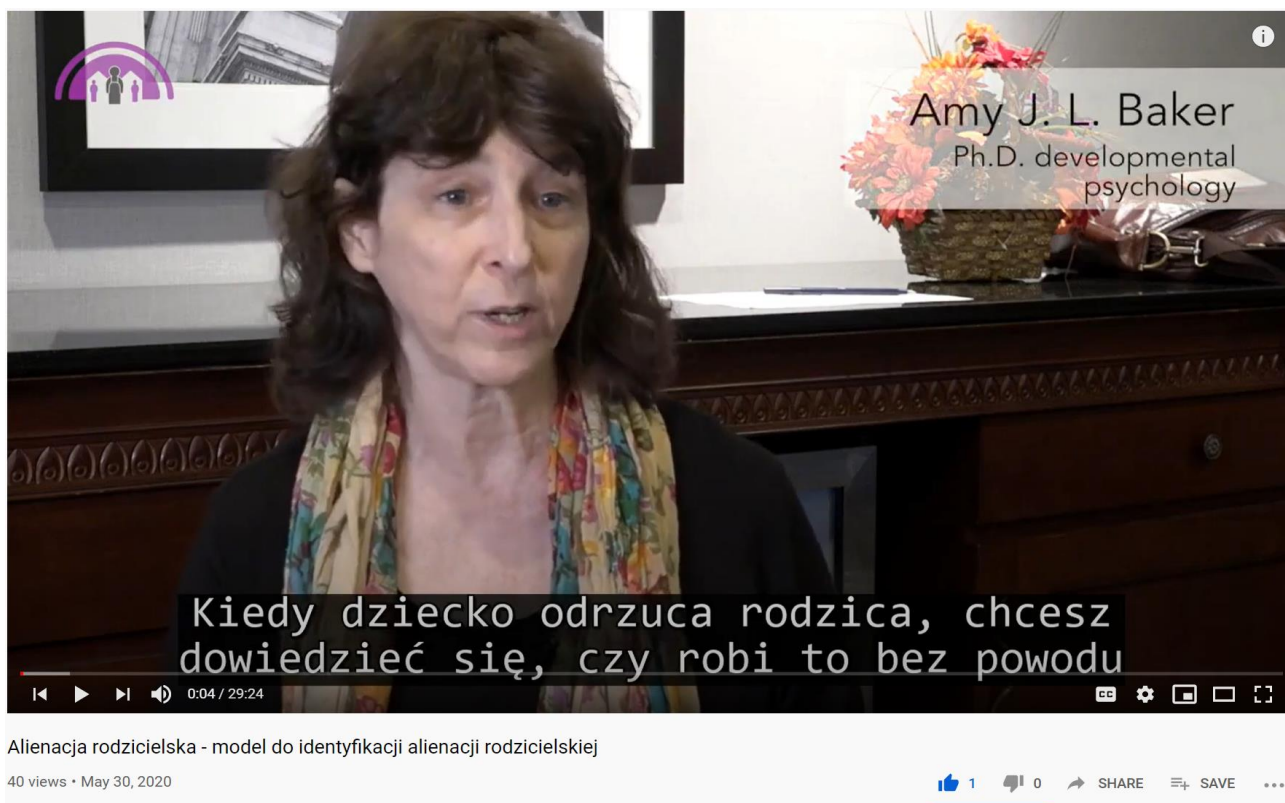 Amy J. L. Baker
Ph.D. developmental
psychology
Kiedy dziecko odrzuca rodzica, chcesz
dowiedzieć się, czy robi to bez powodu
0:04 / 29:24
CC
Alienacja rodzicielska - model do identyfikacji alienacji rodzicielskiej
40 views • May 30, 2020
1
0
SHARE
SAVE